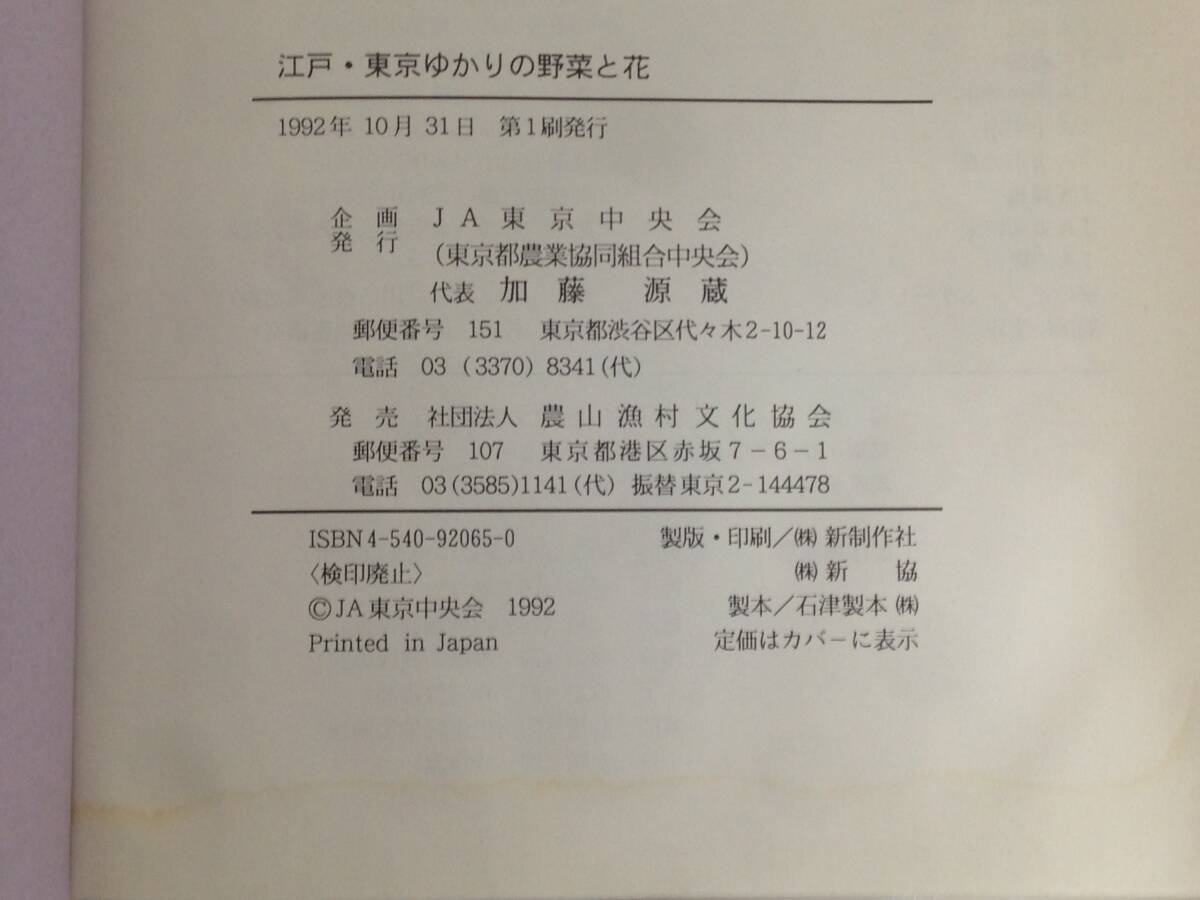 江戸・東京ゆかりの野菜と花
1992年 10月 31日 第1刷発行
企画 JA東京中央会
発行 (東京都農業協同組合中央会)
代表 加藤 源蔵
郵便番号 151 東京都渋谷区代々木2-10-12
電話 03 (3370) 8341(代)
発売 社団法人 農山漁村文化協会
郵便番号 107 東京都港区赤坂7-6-1
電話 03(3585)1141(代) 振替東京2-144478
ISBN4-540-92065-0 製版・印刷/㈱ 新制作社
〈検印廃止〉 ㈱ 新 協
©JA東京中央会 1992 製本/石津製本 ㈱
Printed in Japan 定価はカバーに表示